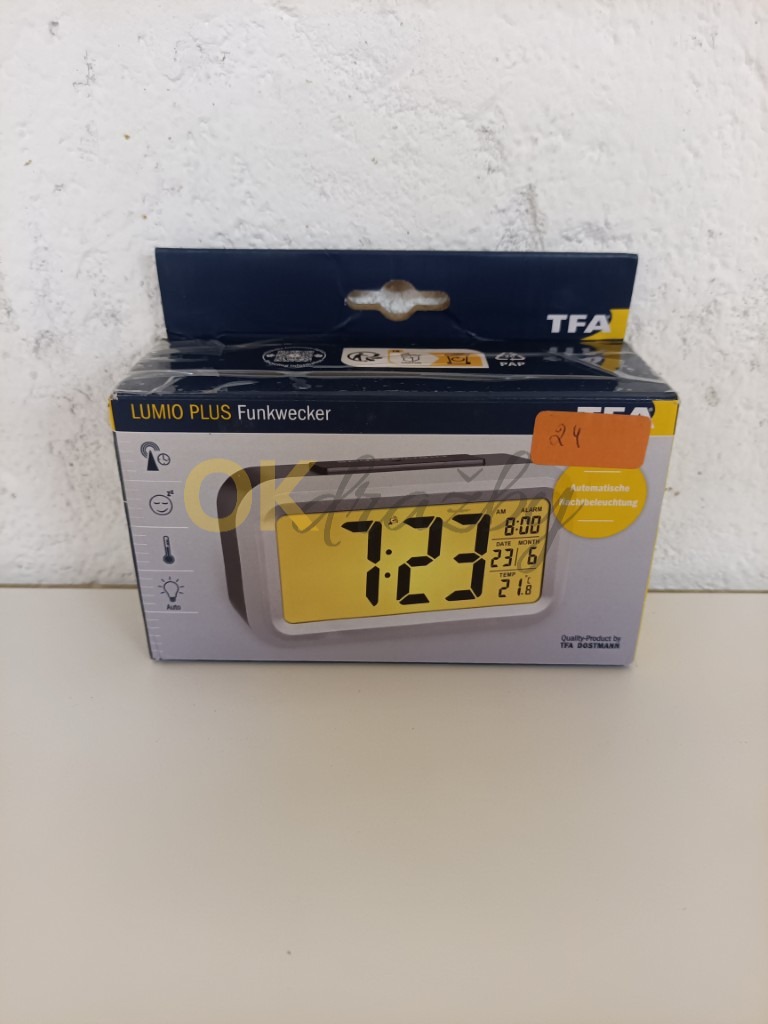 TFA
PAP
LUMIO PLUS Funkwecker
TFA
24
Automatische
Nachtbeleuchtung
OKdražby
AM ALARM
7:23
8:00
DATE MONTH
23 6
TEMP
21.8 °C
Auto
Quality-Product by
TFA DOSTMANN